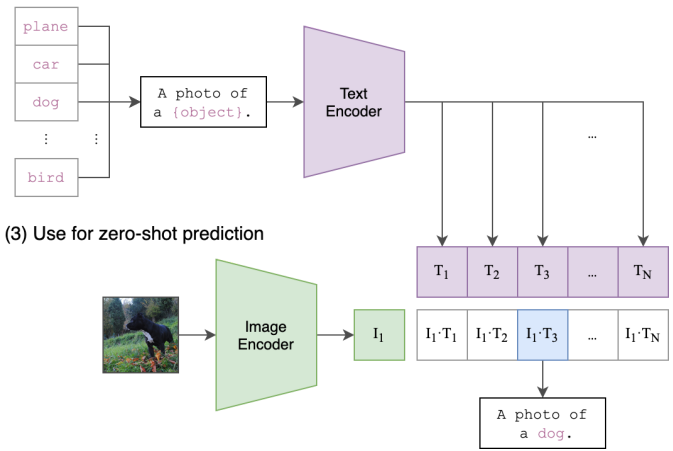 plane
car
dog
⋮ ⋮
bird
A photo of
a {object}.
Text
Encoder
...
(3) Use for zero-shot prediction
T1 T2 T3 ... TN
Image
Encoder
I1
I1·T1 I1·T2 I1·T3 ... I1·TN
A photo of
a dog.